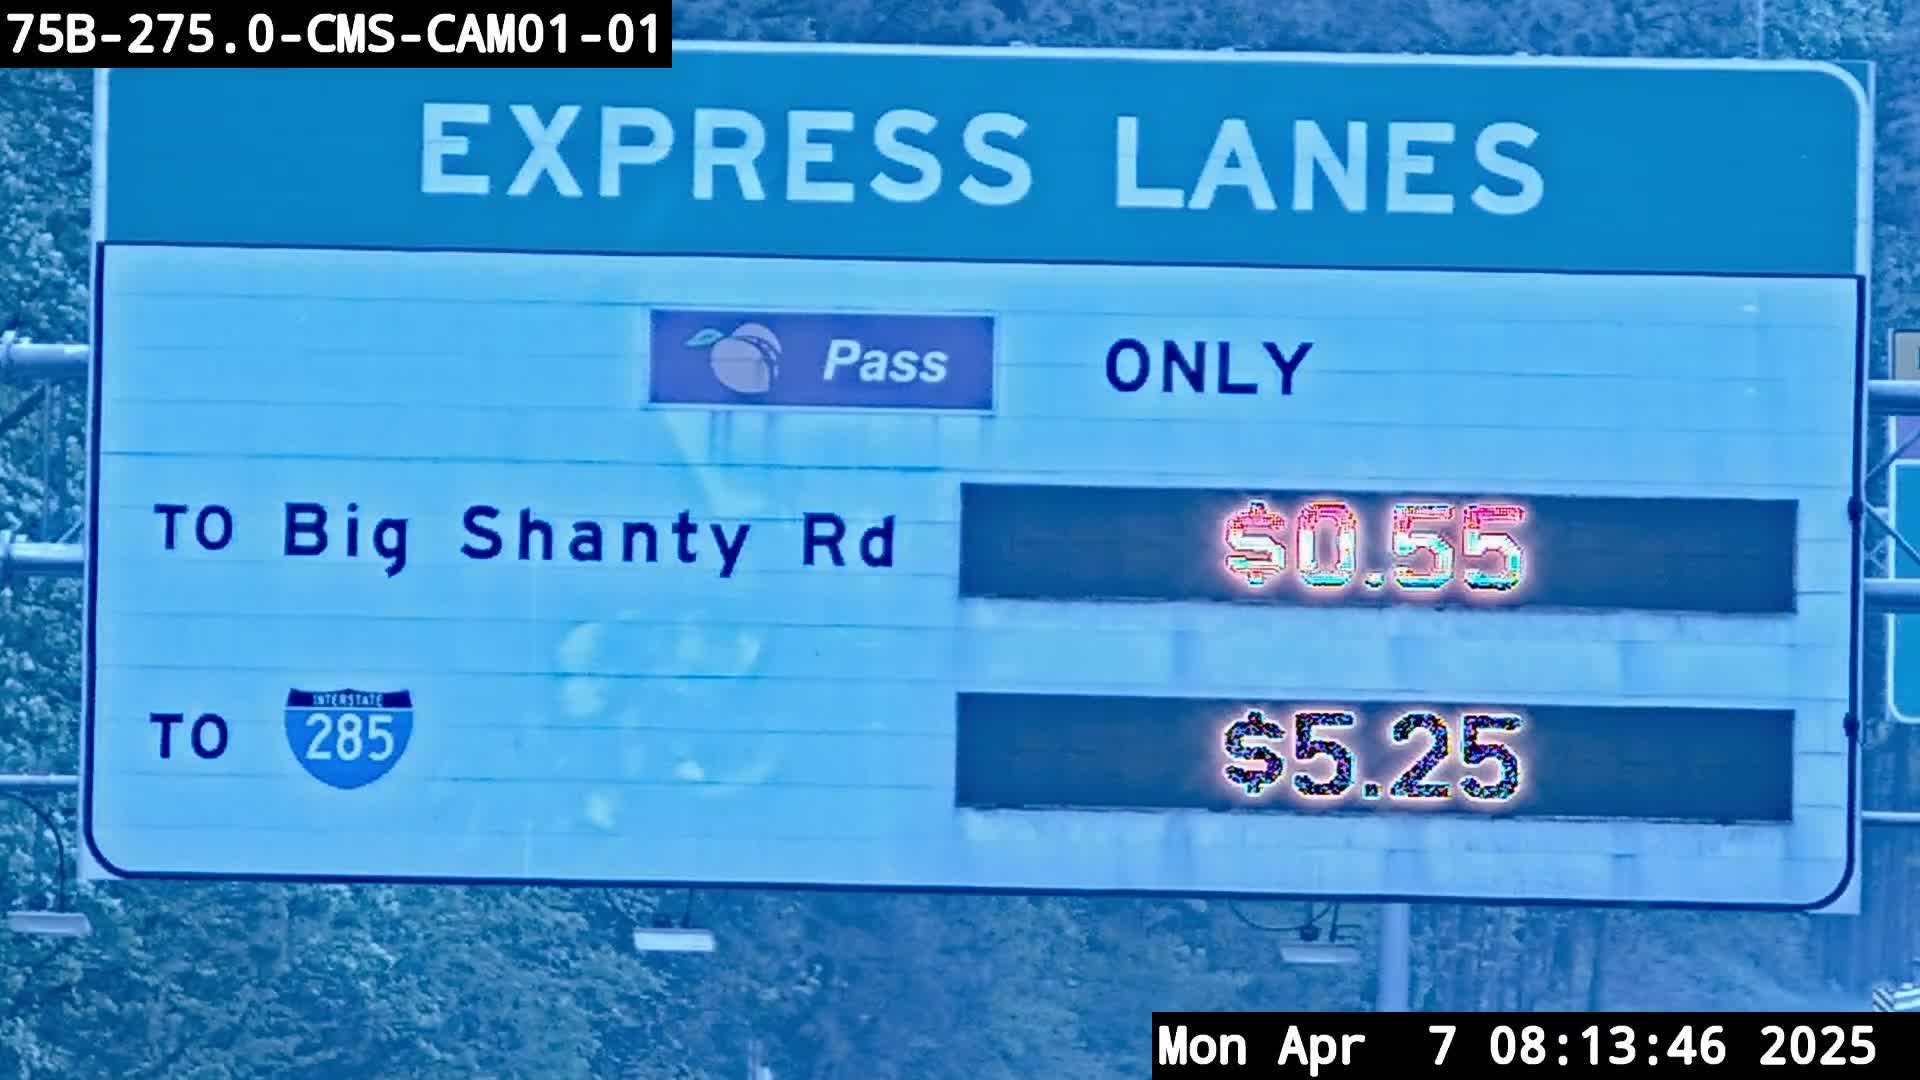 75B-275.0-CMS-CAM01-01
EXPRESS LANES
Pass ONLY
TO Big Shanty Rd $0.55
INTERSTATE
TO 285 $5.25
Mon Apr 7 08:13:46 2025